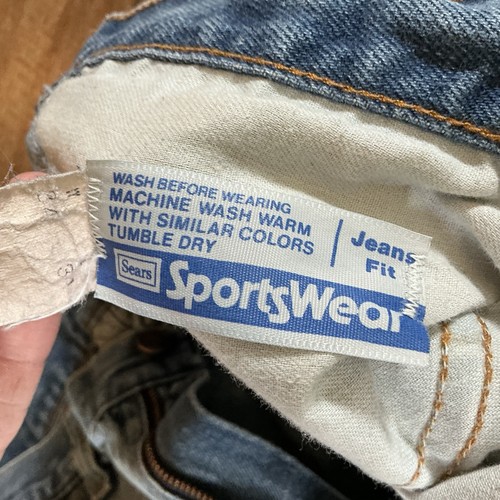 WASH BEFORE WEARING
MACHINE WASH WARM
WITH SIMILAR COLORS
TUMBLE DRY
Jeans
Fit
Sears
SportsWear